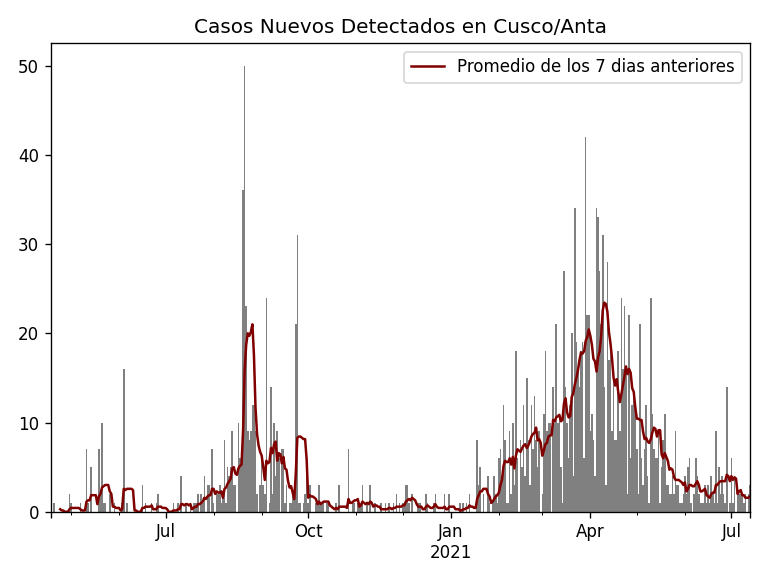 Casos Nuevos Detectados en Cusco/Anta
Promedio de los 7 dias anteriores
50
40
30
20
10
0
Jul
Oct
Jan
Apr
Jul
2021